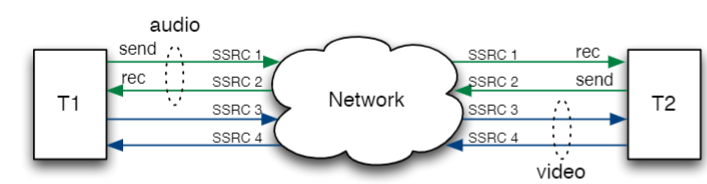 audio
send SSRC 1 SSRC 1 rec
rec SSRC 2 SSRC 2 send
T1 Network T2
SSRC 3 SSRC 3
SSRC 4 SSRC 4
video